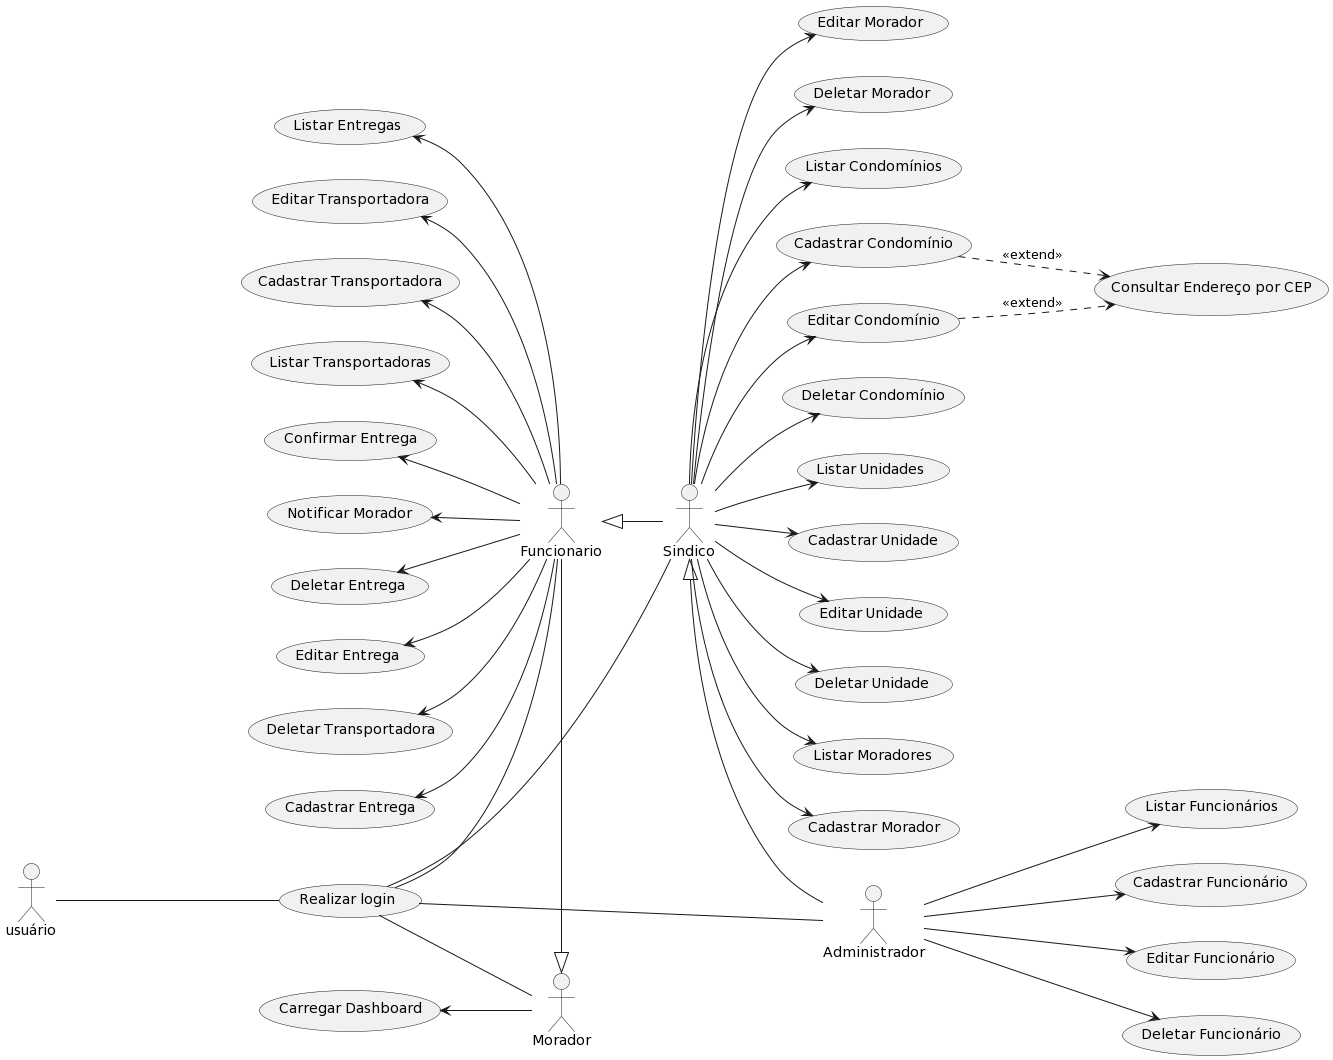 Editar Morador
Deletar Morador
Listar Entregas
Listar Condomínios
Editar Transportadora
Cadastrar Condomínio
«extend»
Cadastrar Transportadora
Consultar Endereço por CEP
«extend»
Editar Condomínio
Listar Transportadoras
Deletar Condomínio
Confirmar Entrega
Listar Unidades
Notificar Morador
Cadastrar Unidade
Funcionario
Sindico
Deletar Entrega
Editar Unidade
Editar Entrega
Deletar Unidade
Deletar Transportadora
Listar Moradores
Cadastrar Entrega
Listar Funcionários
Cadastrar Morador
Cadastrar Funcionário
Realizar login
usuário
Administrador
Editar Funcionário
Carregar Dashboard
Deletar Funcionário
Morador